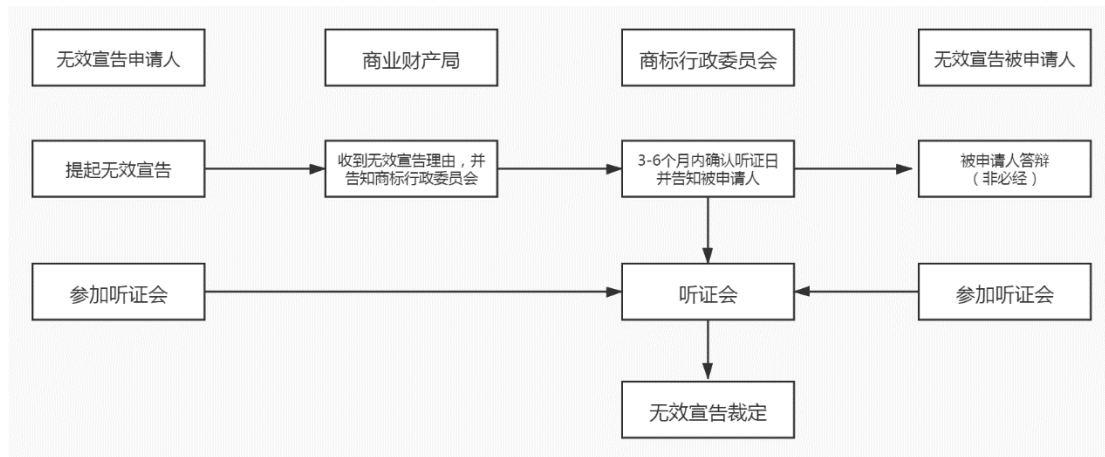 无效宣告申请人
商业财产局
商标行政委员会
无效宣告被申请人
提起无效宣告
收到无效宣告理由，并
告知商标行政委员会
3-6个月内确认听证日
并告知被申请人
被申请人答辩
（非必经）
参加听证会
听证会
参加听证会
无效宣告裁定